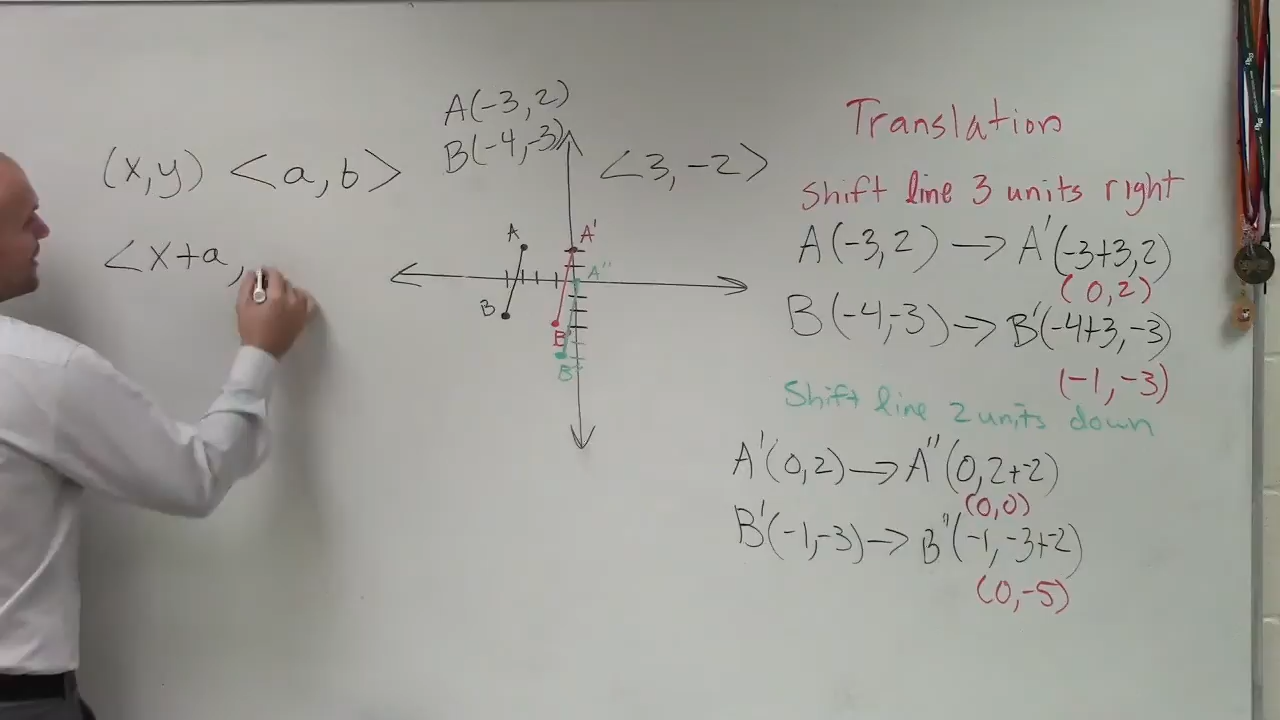 (x,y) <a,b>
<x+a,
A(-3,2)
B(-4,-3)
<3,-2>
A
B
A'
B'
A''
B''
Translation
Shift line 3 units right
A(-3,2) → A'(-3+3,2)
(0,2)
B(-4,-3) → B'(-4+3,-3)
(-1,-3)
Shift line 2 units down
A'(0,2) → A''(0,2+-2)
(0,0)
B'(-1,-3) → B''(-1,-3+-2)
(0,-5)